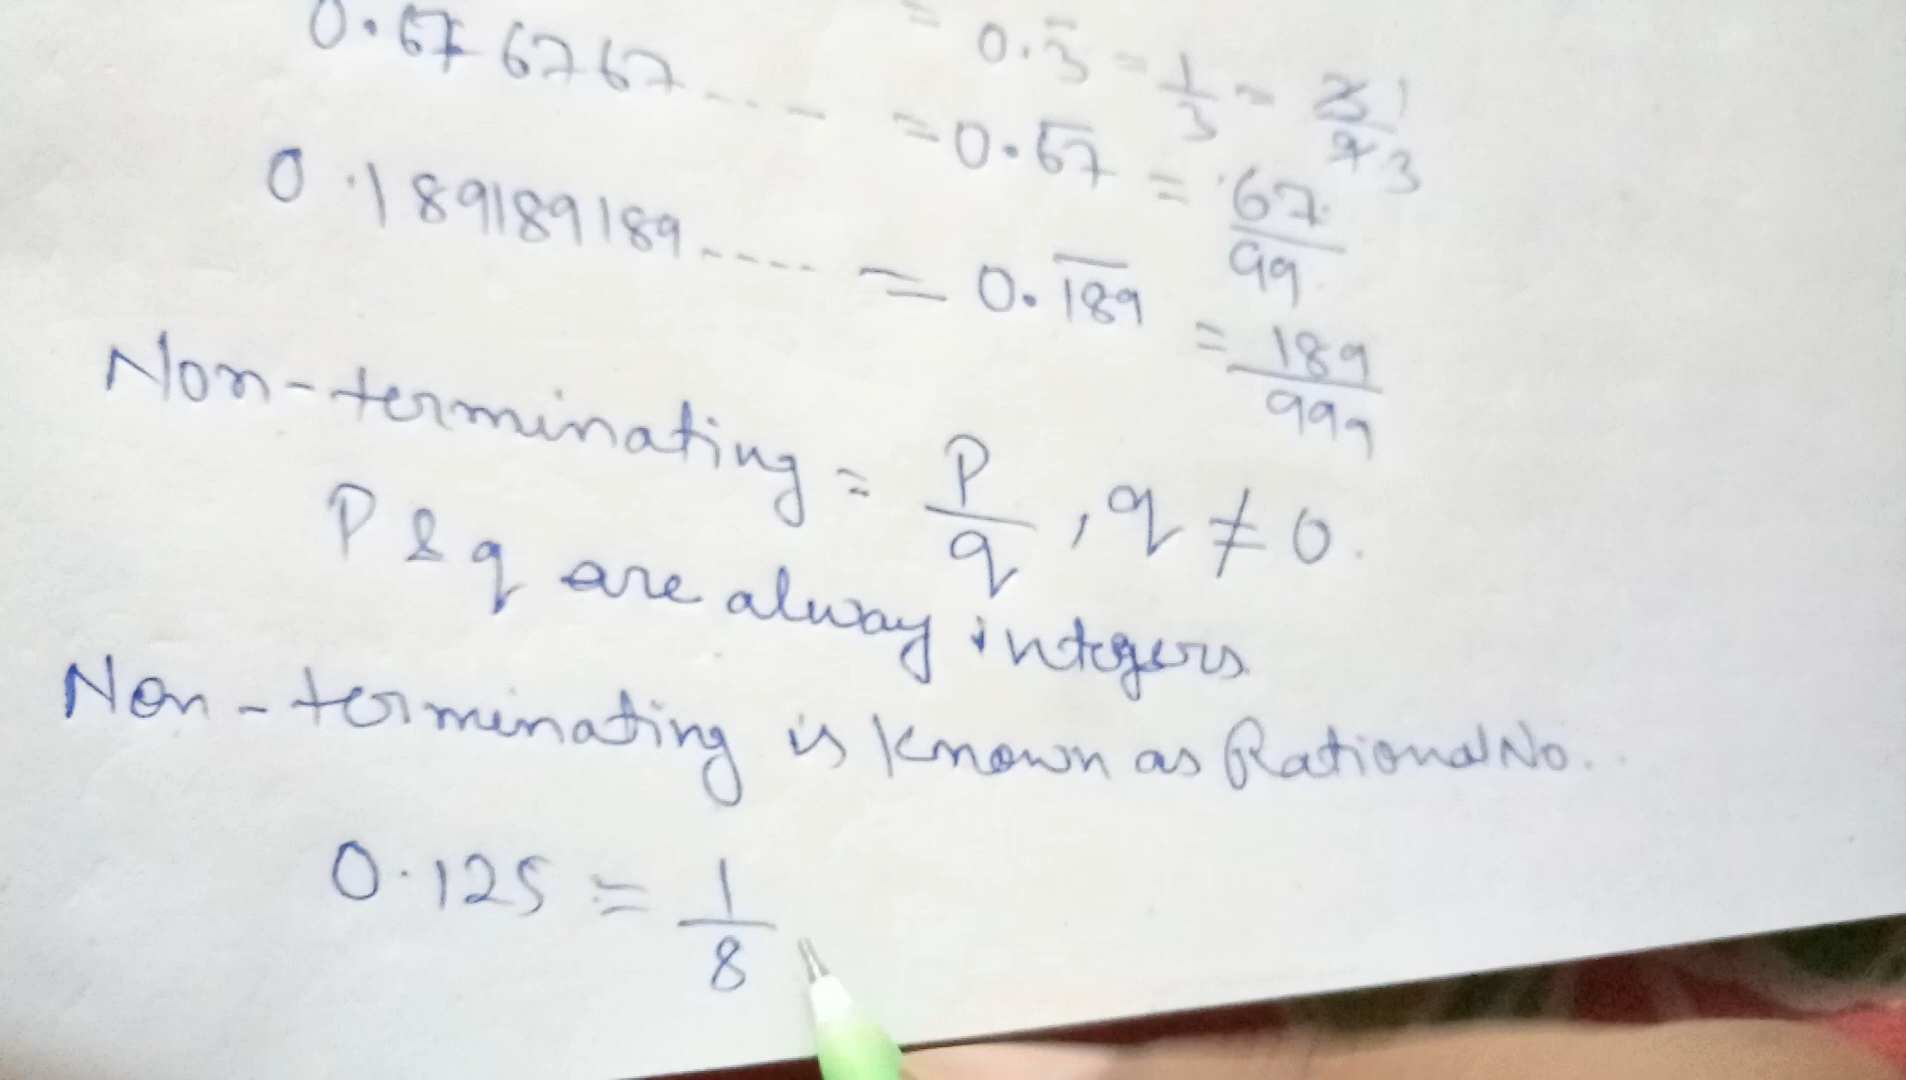 = 0.3̅ = 1/3 = 3 1/9 3
0.676767..... = 0.6̅7̅ = 67/99
0.189189189..... = 0.1̅8̅9̅ = 189/999
Non-terminating = P/q, q ≠ 0.
P & q are alway integers.
Non-terminating is known as Rational No..
0.125 = 1/8